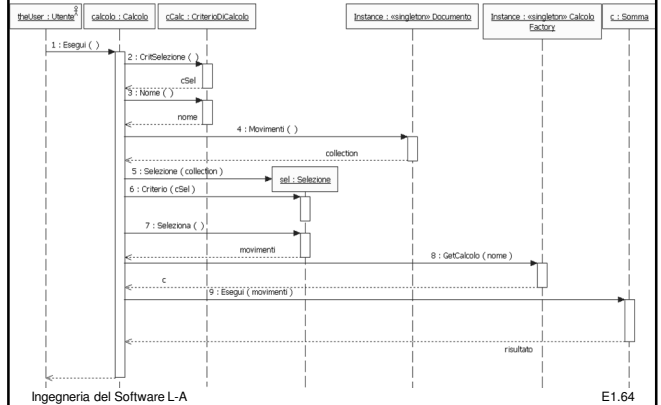 theUser : Utente
calcolo : Calcolo
cCalc : CriterioDiCalcolo
Instance : «singleton» Documento
Instance : «singleton» Calcolo
Factory
c : Somma
1 : Esegui ( )
2 : CritSelezione ( )
cSel
3 : Nome ( )
nome
4 : Movimenti ( )
collection
5 : Selezione ( collection )
sel : Selezione
6 : Criterio ( cSel )
7 : Seleziona ( )
movimenti
8 : GetCalcolo ( nome )
c
9 : Esegui ( movimenti )
risultato
Ingegneria del Software L-A
E1.64